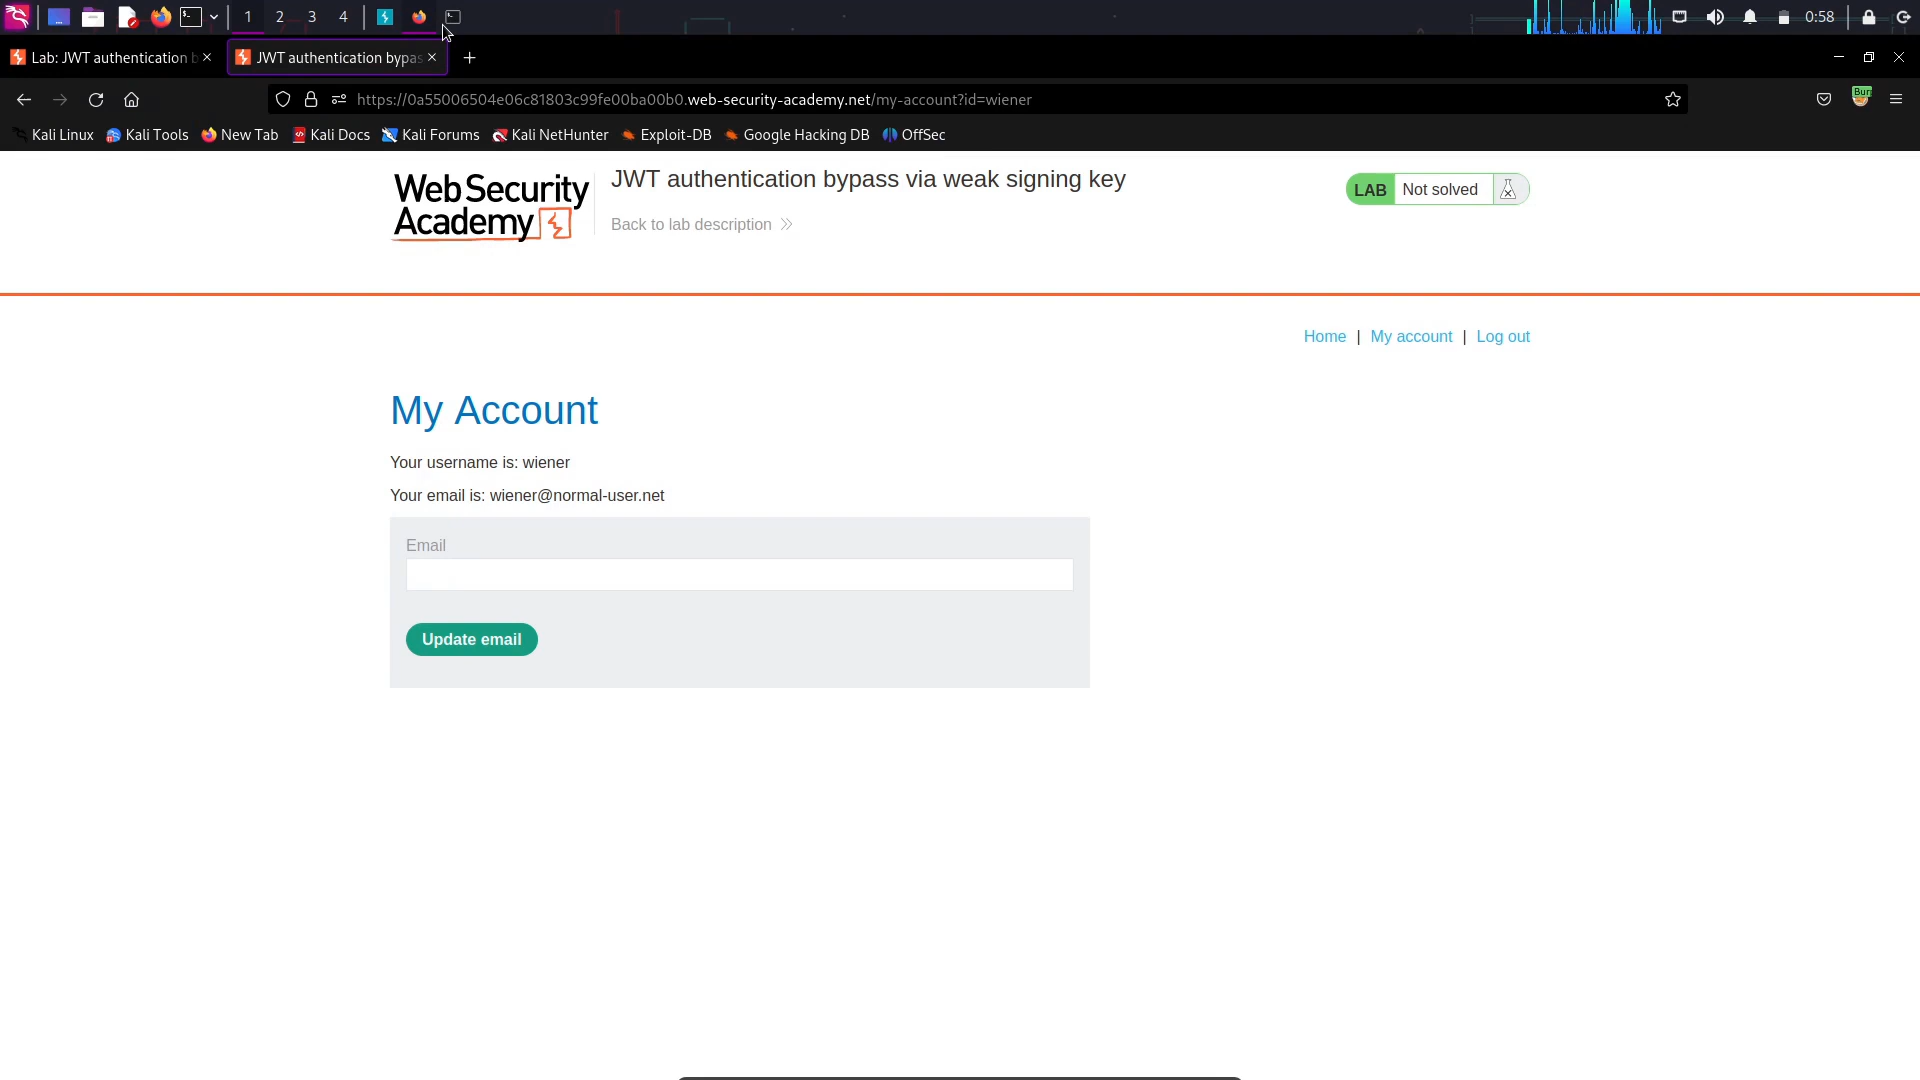 1 2 3 4 0:58
Lab: JWT authentication b
JWT authentication bypas
https://0a55006504e06c81803c99fe00ba00b0.web-security-academy.net/my-account?id=wiener
Burp
Kali Linux Kali Tools New Tab Kali Docs Kali Forums Kali NetHunter Exploit-DB Google Hacking DB OffSec
WebSecurity
Academy
JWT authentication bypass via weak signing key
Back to lab description
LAB Not solved
Home | My account | Log out
My Account
Your username is: wiener
Your email is: wiener@normal-user.net
Email
Update email